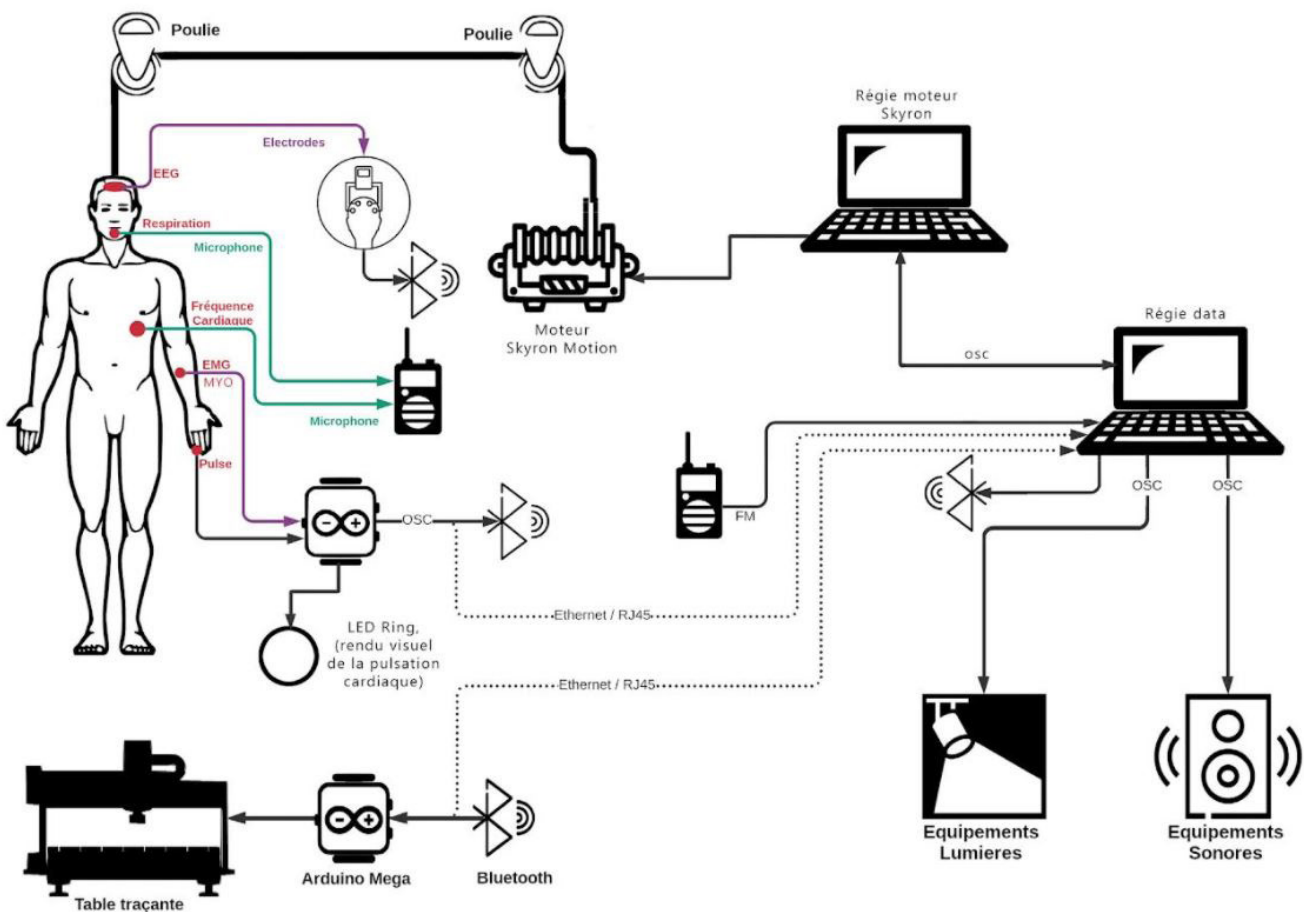 Poulie
Poulie
Régie moteur
Skyron
Electrodes
EEG
Respiration
Microphone
Fréquence
Cardiaque
Moteur
Skyron Motion
Régie data
osc
EMG
MYO
Microphone
Pulse
OSC
FM
OSC
OSC
Ethernet / RJ45
LED Ring,
(rendu visuel
de la pulsation
cardiaque)
Ethernet / RJ45
Equipements
Lumieres
Equipements
Sonores
Arduino Mega
Bluetooth
Table traçante